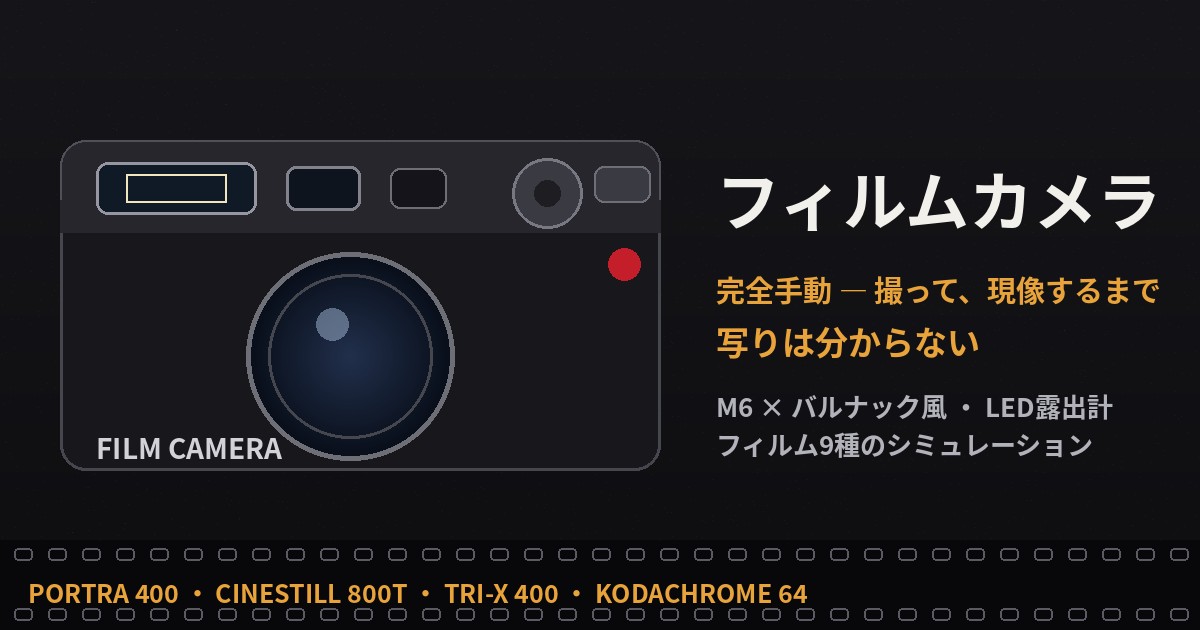 フィルムカメラ
完全手動 — 撮って、現像するまで
写りは分からない
M6 × バルナック風 ・ LED露出計
フィルム9種のシミュレーション
FILM CAMERA
PORTRA 400 ・ CINESTILL 800T ・ TRI-X 400 ・ KODACHROME 64